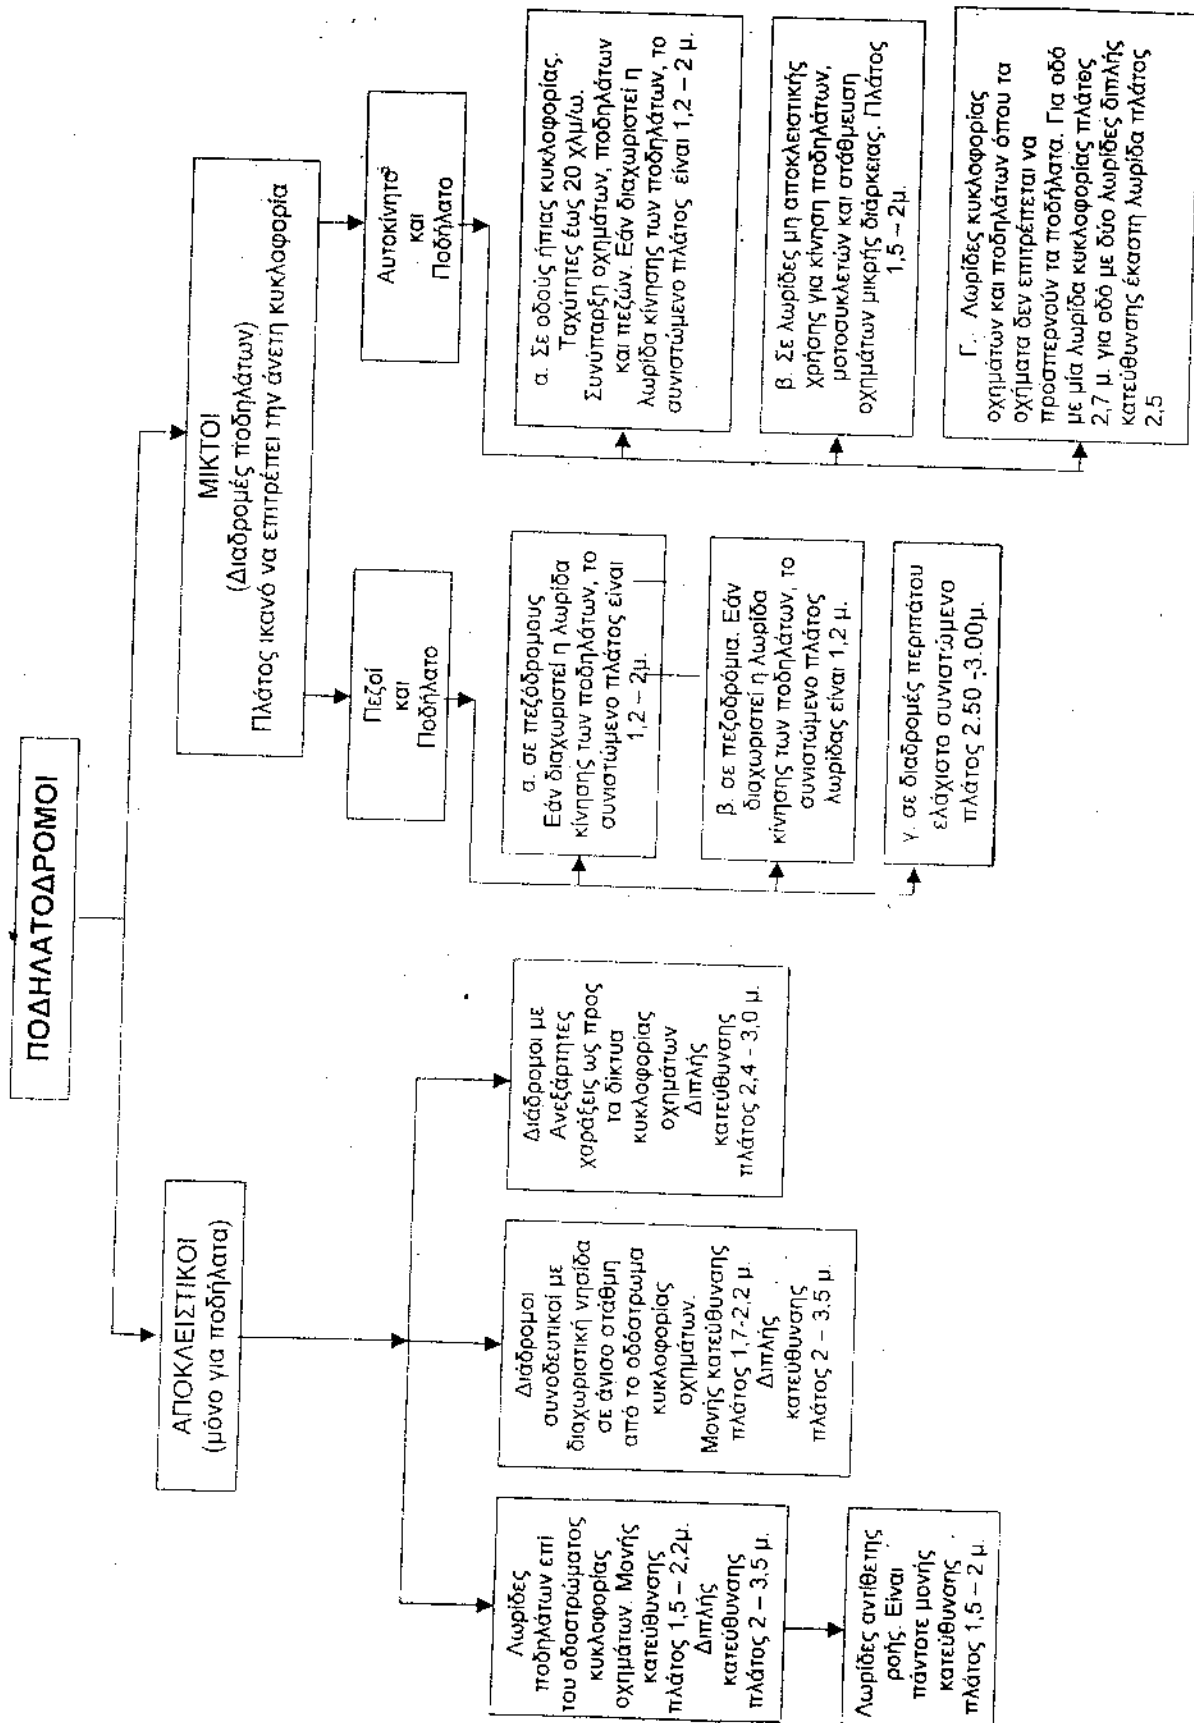 ΠΟΔΗΛΑΤΟΔΡΟΜΟΙ
ΑΠΟΚΛΕΙΣΤΙΚΟΙ
(μόνο για ποδήλατα)
Λωρίδες
ποδηλάτων επί
του οδοστρώματος
κυκλοφορίας
οχημάτων. Μονής
κατεύθυνσης
πλάτος 1,5 – 2,2μ.
Διπλής
κατεύθυνσης
πλάτος 2 – 3,5 μ.
Λωρίδες αντίθετης
ροής. Είναι
πάντοτε μονής
κατεύθυνσης
πλάτος 1,5 – 2 μ.
Διάδρομοι
συνοδευτικοί με
διαχωριστική νησίδα
σε άνισο στάθμη
από το οδόστρωμα
κυκλοφορίας
οχημάτων.
Μονής κατεύθυνσης
πλάτος 1,7-2,2 μ.
Διπλής
κατεύθυνσης
πλάτος 2 – 3.5 μ.
Διάδρομοι με
Ανεξάρτητες
χαράξεις ως προς
τα δίκτυα
κυκλοφορίας
οχημάτων
Διπλής
κατεύθυνσης
πλάτος 2,4 - 3,0 μ.
ΜΙΚΤΟΙ
(Διαδρομές ποδηλάτων)
Πλάτος ικανό να επιτρέπει την άνετη κυκλοφορία
Πεζοί
και
Ποδήλατο
α. σε πεζόδρομους
Εάν διαχωριστεί η λωρίδα
κίνησης των ποδηλάτων, το
συνιστώμενο πλάτος είναι
1,2 – 2μ.
β. σε πεζοδρόμια. Εάν
διαχωριστεί η λωρίδα
κίνησης των ποδηλάτων, το
συνιστώμενο πλάτος
λωρίδας είναι 1,2 μ.
γ. σε διαδρομές περιπάτου
ελάχιστο συνιστώμενο
πλάτος 2.50 -3.00μ.
Αυτοκίνητο
και
Ποδήλατο
α. Σε οδούς ήπιας κυκλοφορίας.
Ταχύτητες έως 20 χλμ/ω.
Συνύπαρξη οχημάτων, ποδηλάτων
και πεζών. Εάν διαχωριστεί η
λωρίδα κίνησης των ποδηλάτων, το
συνιστώμενο πλάτος είναι 1,2 – 2 μ.
β. Σε λωρίδες μη αποκλειστικής
χρήσης για κίνηση ποδηλάτων,
μοτοσυκλετών και στάθμευση
οχημάτων μικρής διάρκειας. Πλάτος
1,5 – 2μ.
Γ. Λωρίδες κυκλοφορίας
οχημάτων και ποδηλάτων όπου τα
οχήματα δεν επιτρέπεται να
προσπερνούν τα ποδήλατα. Για οδό
με μία λωρίδα κυκλοφορίας πλάτος
2,7 μ. για οδό με δύο λωρίδες διπλής
κατεύθυνσης έκαστη λωρίδα πλάτος
2,5